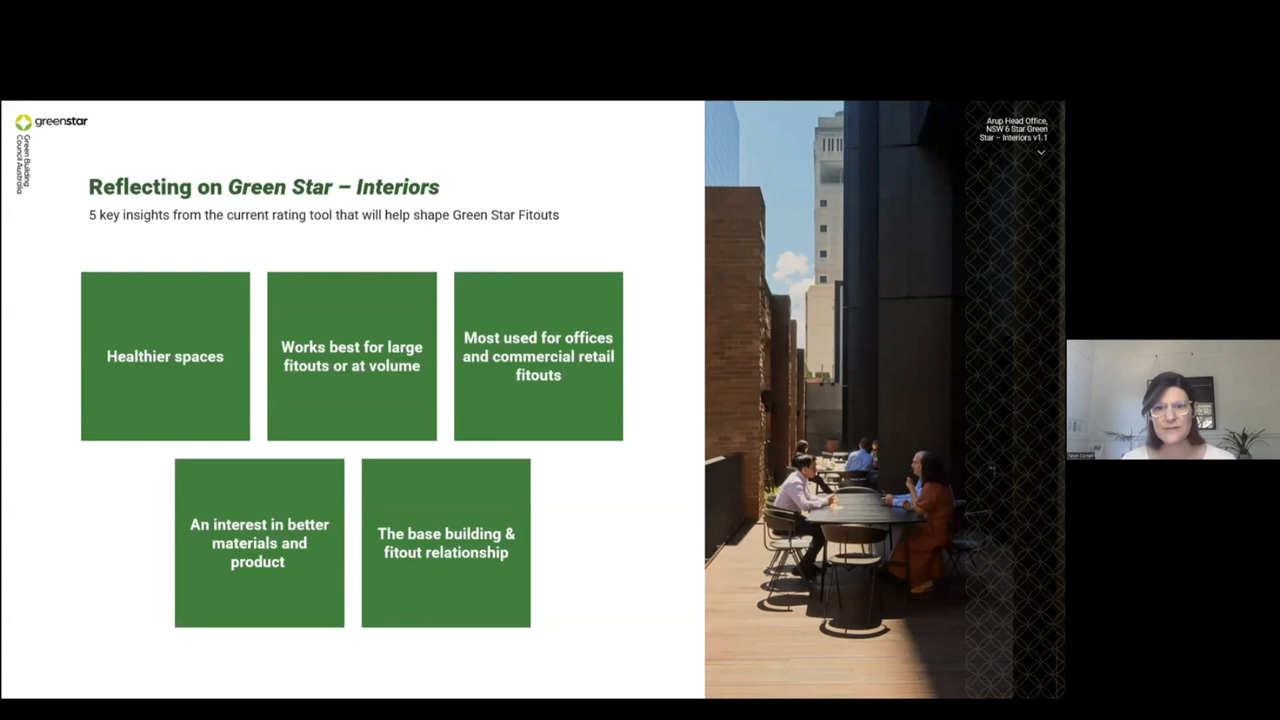 greenstar
Green Building
Council Australia
Reflecting on Green Star – Interiors
5 key insights from the current rating tool that will help shape Green Star Fitouts
Healthier spaces
Works best for large
fitouts or at volume
Most used for offices
and commercial retail
fitouts
An interest in better
materials and
product
The base building &
fitout relationship
Arup Head Office,
NSW 6 Star Green
Star – Interiors v1.1
Taryn Cornell